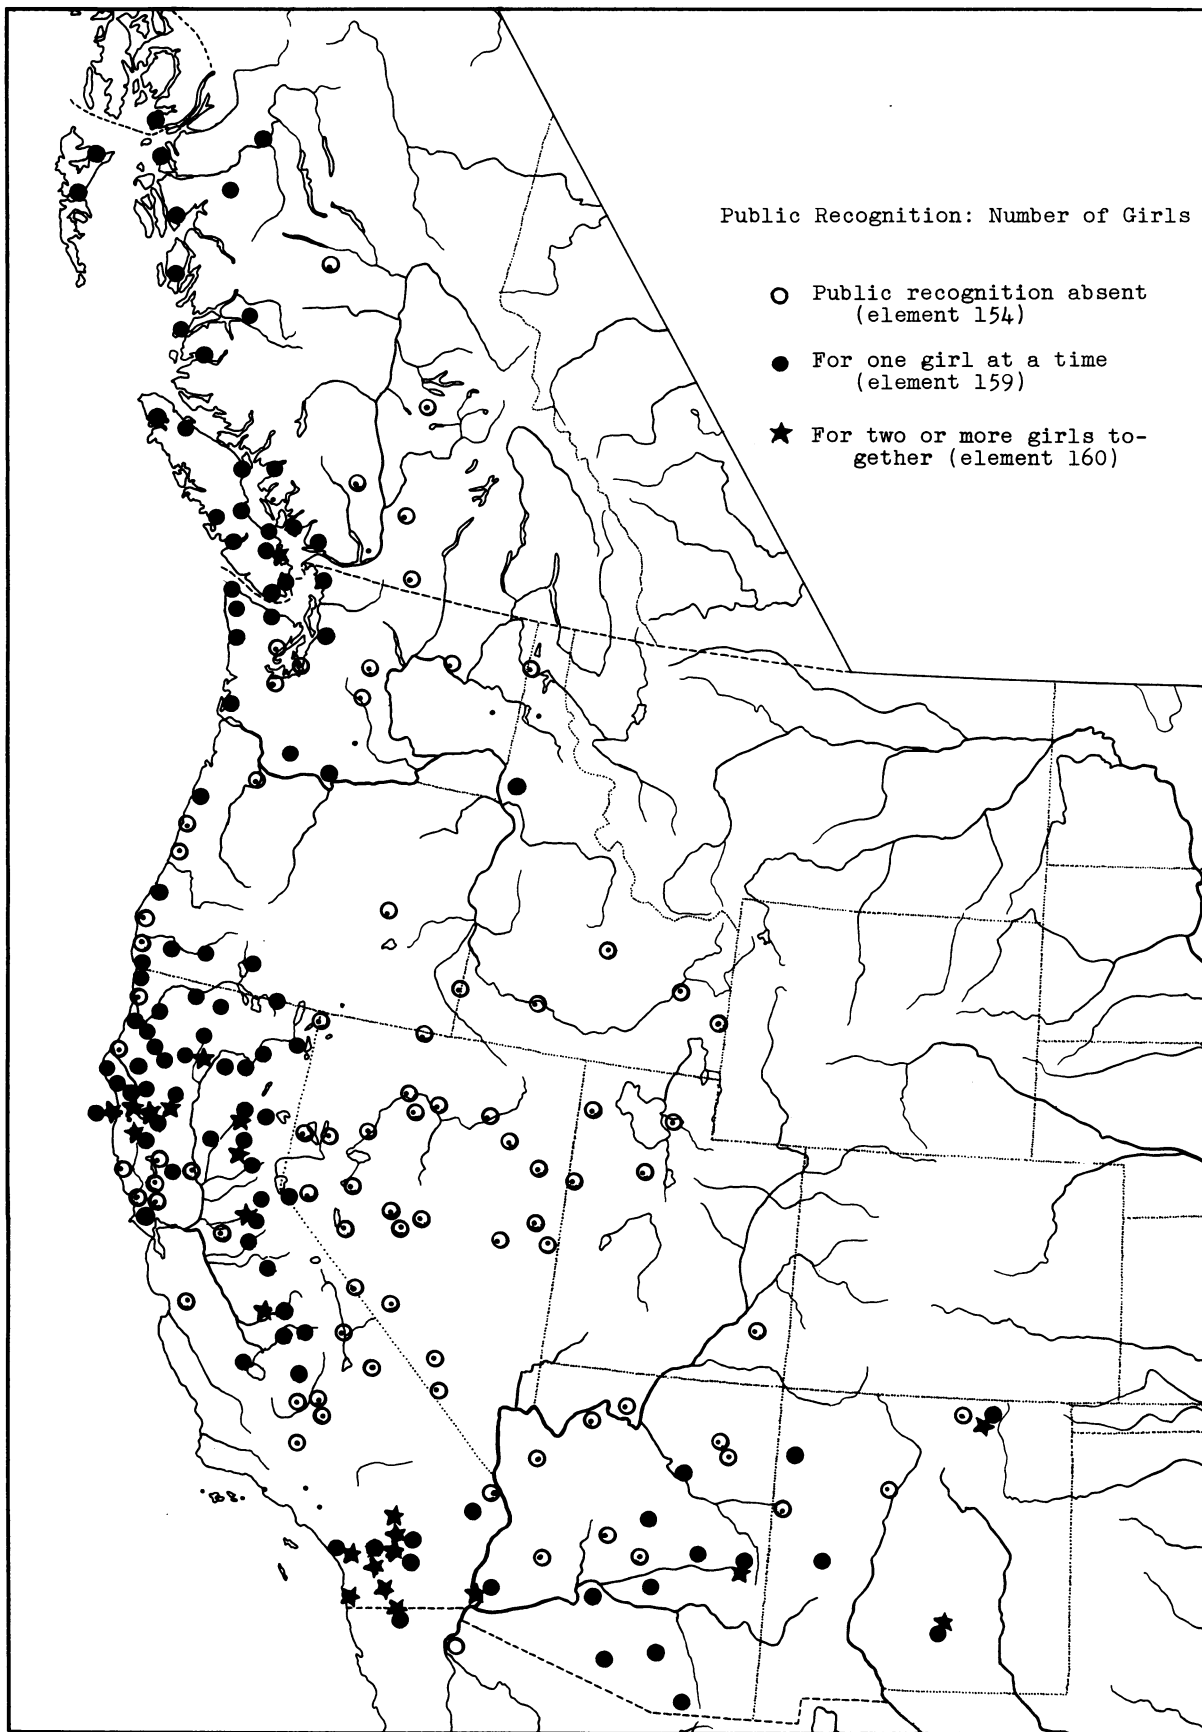 Public Recognition: Number of Girls
Public recognition absent
(element 154)
For one girl at a time
(element 159)
For two or more girls to-
gether (element 160)